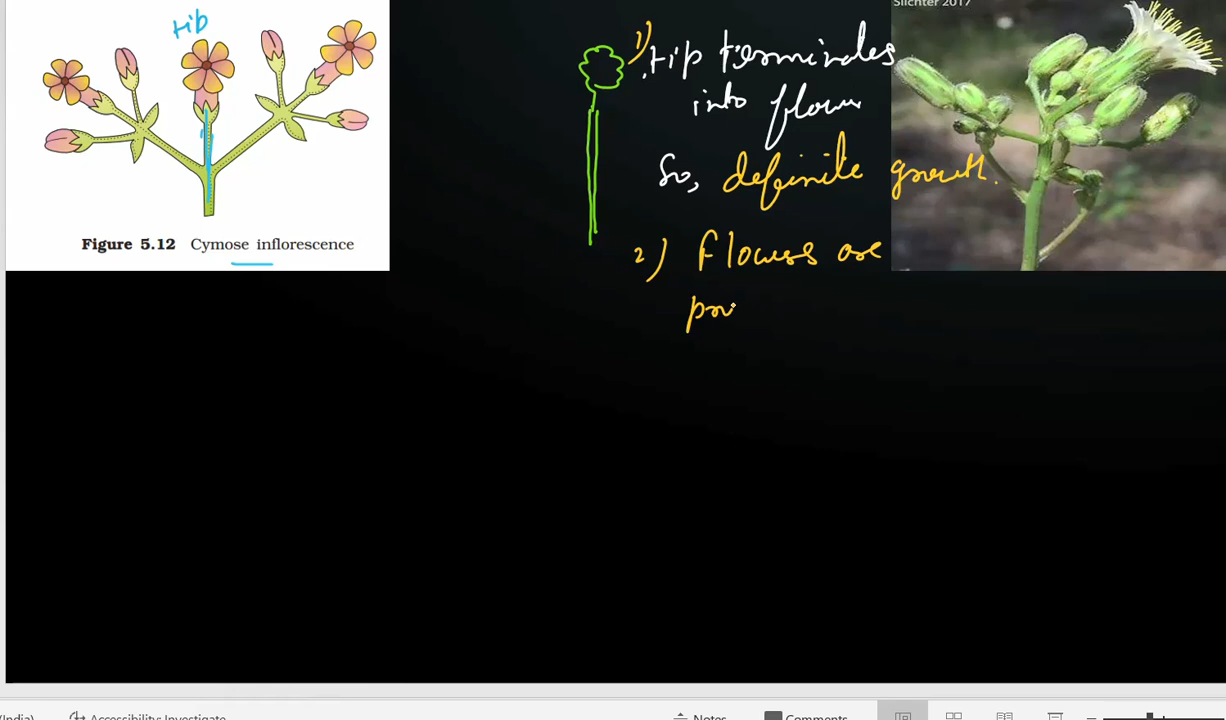 tip
Figure 5.12 Cymose inflorescence
1) tip terminates
into flower
So, definite growth.
2) Flowers are
Slichter 2017
Accessibility: Investigate
Notes
Comments